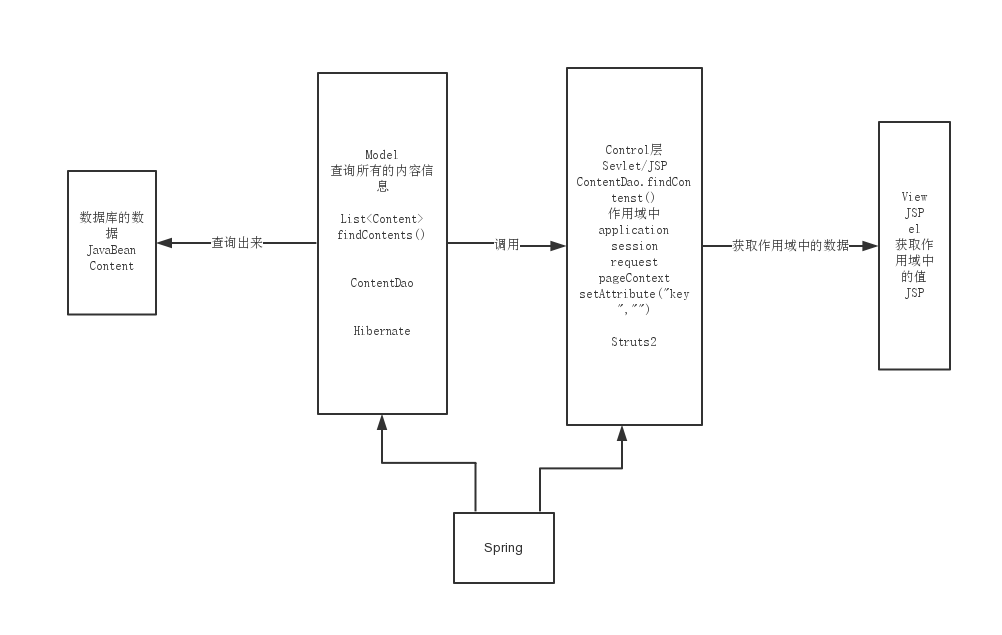 数据库的数
据
JavaBean
Content
查询出来
Model
查询所有的内容信
息
List<Content>
findContents()
ContentDao
Hibernate
调用
Control层
Sevlet/JSP
ContentDao.findCon
tenst()
作用域中
application
session
request
pageContext
setAttribute("key
","")
Struts2
获取作用域中的数据
View
JSP
el
获取作
用域中
的值
JSP
Spring